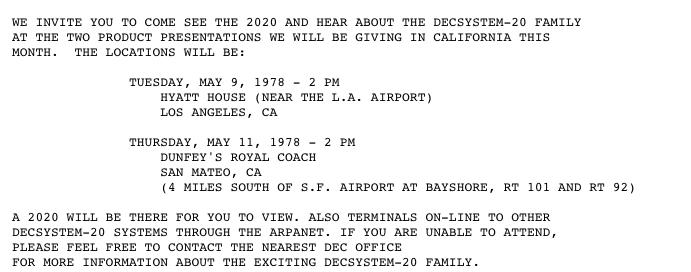 WE INVITE YOU TO COME SEE THE 2020 AND HEAR ABOUT THE DECSYSTEM-20 FAMILY
AT THE TWO PRODUCT PRESENTATIONS WE WILL BE GIVING IN CALIFORNIA THIS
MONTH.  THE LOCATIONS WILL BE:
TUESDAY, MAY 9, 1978 - 2 PM
HYATT HOUSE (NEAR THE L.A. AIRPORT)
LOS ANGELES, CA
THURSDAY, MAY 11, 1978 - 2 PM
DUNFEY'S ROYAL COACH
SAN MATEO, CA
(4 MILES SOUTH OF S.F. AIRPORT AT BAYSHORE, RT 101 AND RT 92)
A 2020 WILL BE THERE FOR YOU TO VIEW. ALSO TERMINALS ON-LINE TO OTHER
DECSYSTEM-20 SYSTEMS THROUGH THE ARPANET. IF YOU ARE UNABLE TO ATTEND,
PLEASE FEEL FREE TO CONTACT THE NEAREST DEC OFFICE
FOR MORE INFORMATION ABOUT THE EXCITING DECSYSTEM-20 FAMILY.